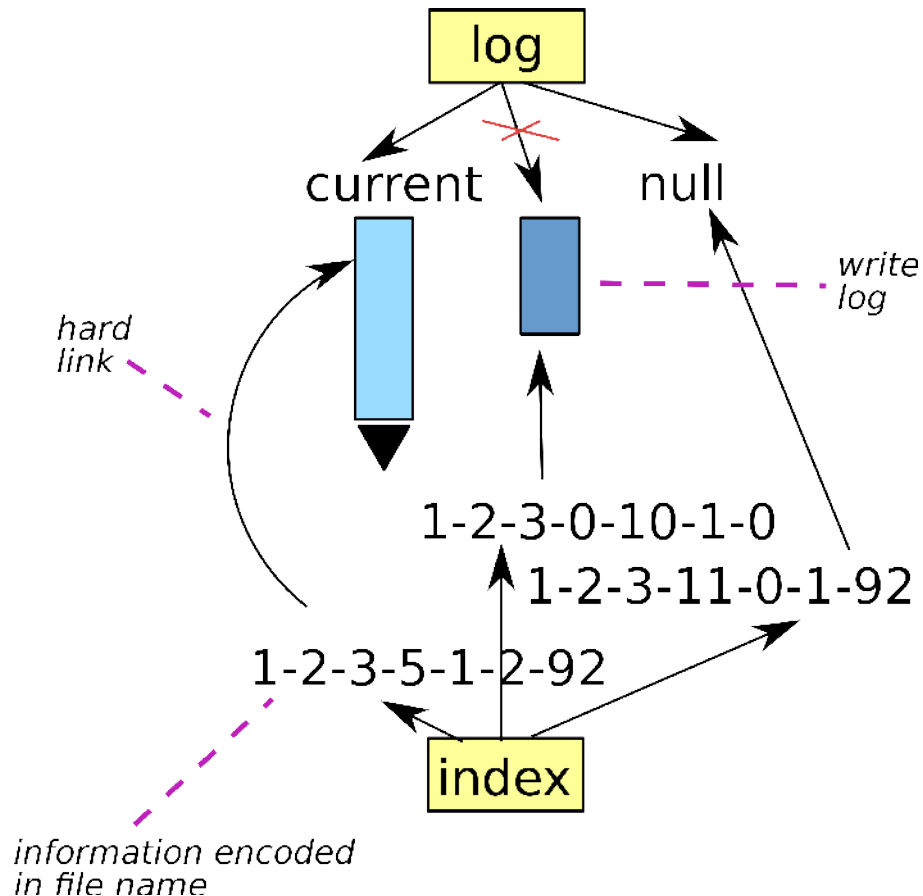 log
current
null
write
log
hard
link
1-2-3-0-10-1-0
1-2-3-11-0-1-92
1-2-3-5-1-2-92
index
information encoded
in file name